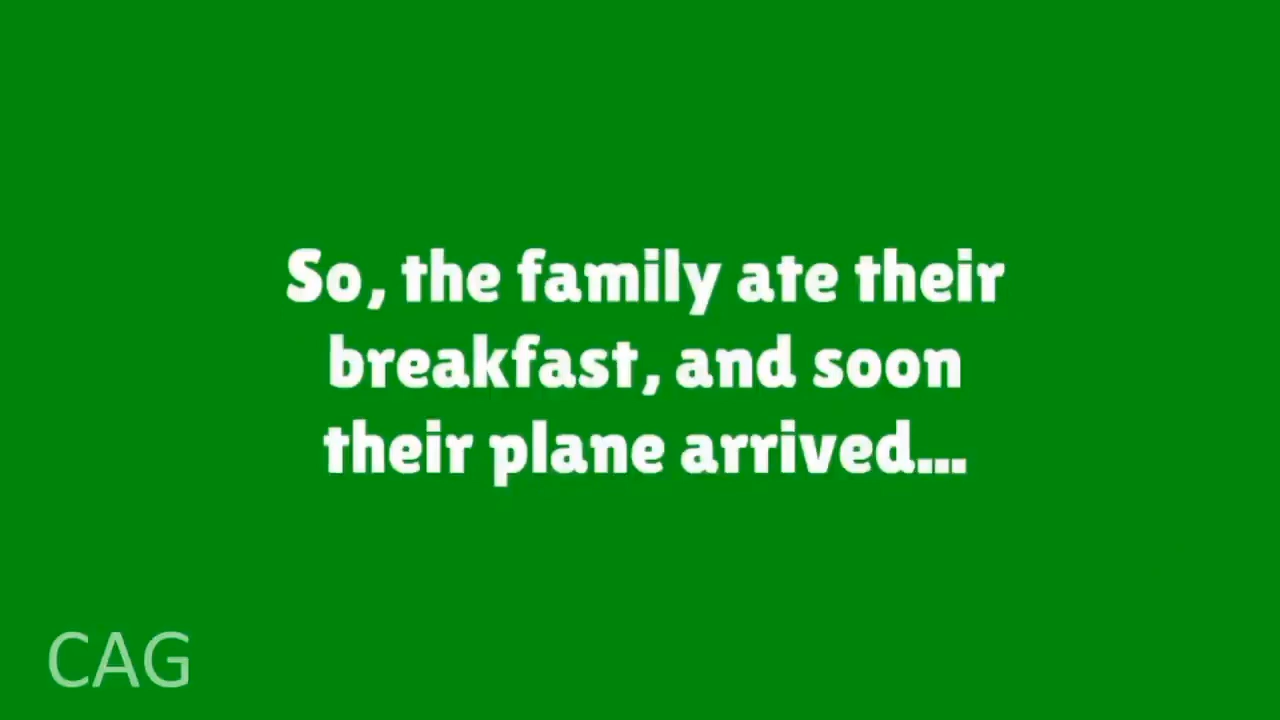 So, the family ate their
breakfast, and soon
their plane arrived...
CAG